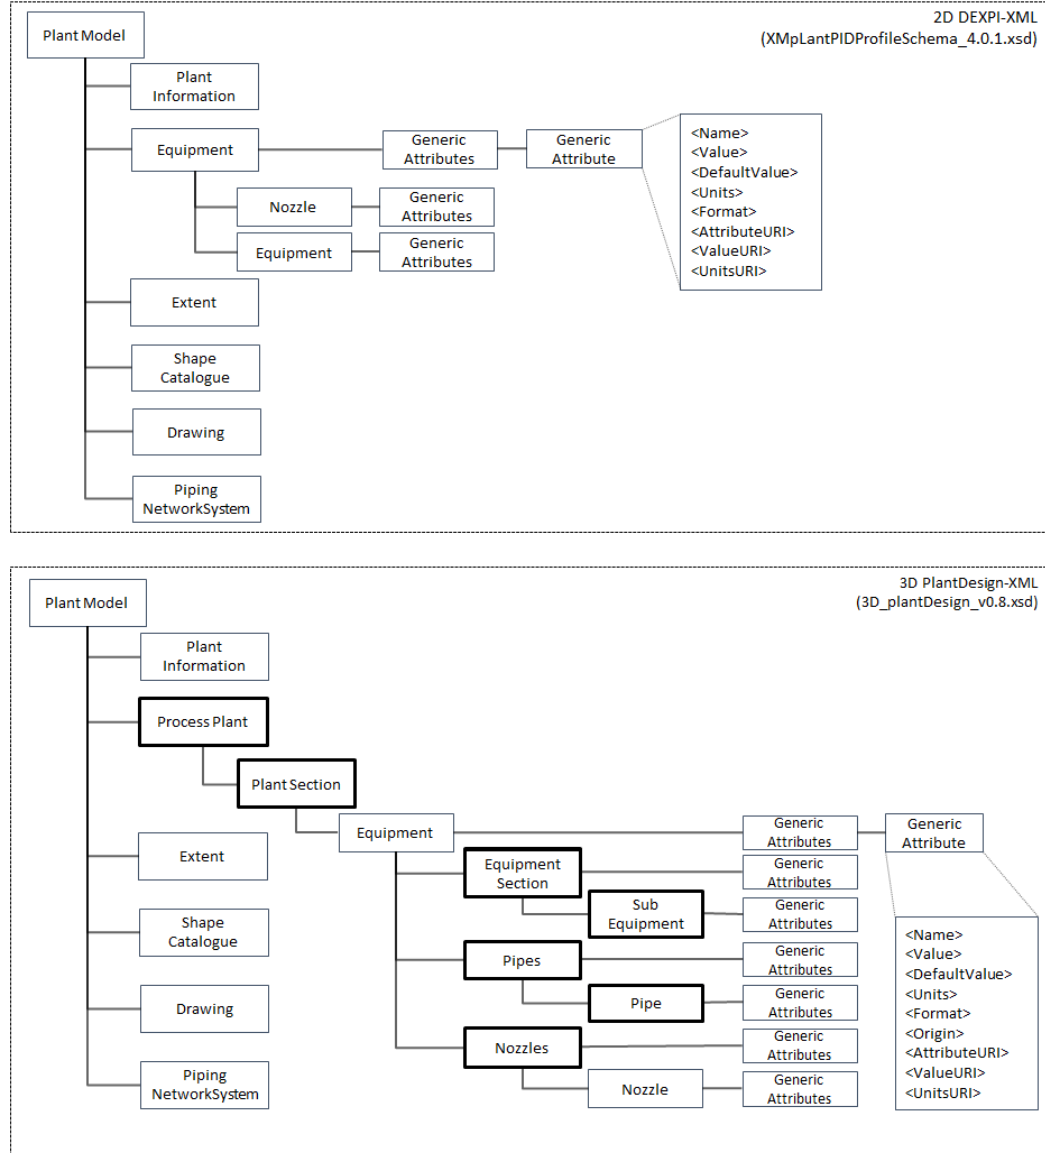 2D DEXPI-XML
(XMpLantPIDProfileSchema_4.0.1.xsd)
Plant Model
Plant
Information
Equipment
Generic
Attributes
Generic
Attribute
<Name>
<Value>
<DefaultValue>
<Units>
<Format>
<AttributeURI>
<ValueURI>
<UnitsURI>
Nozzle
Generic
Attributes
Equipment
Generic
Attributes
Extent
Shape
Catalogue
Drawing
Piping
NetworkSystem
3D PlantDesign-XML
(3D_plantDesign_v0.8.xsd)
Plant Model
Plant
Information
Process Plant
Plant Section
Equipment
Generic
Attributes
Generic
Attribute
Extent
Equipment
Section
Generic
Attributes
Sub
Equipment
Generic
Attributes
Shape
Catalogue
Pipes
Generic
Attributes
Pipe
Generic
Attributes
Drawing
Nozzles
Generic
Attributes
Piping
NetworkSystem
Nozzle
Generic
Attributes
<Name>
<Value>
<DefaultValue>
<Units>
<Format>
<Origin>
<AttributeURI>
<ValueURI>
<UnitsURI>